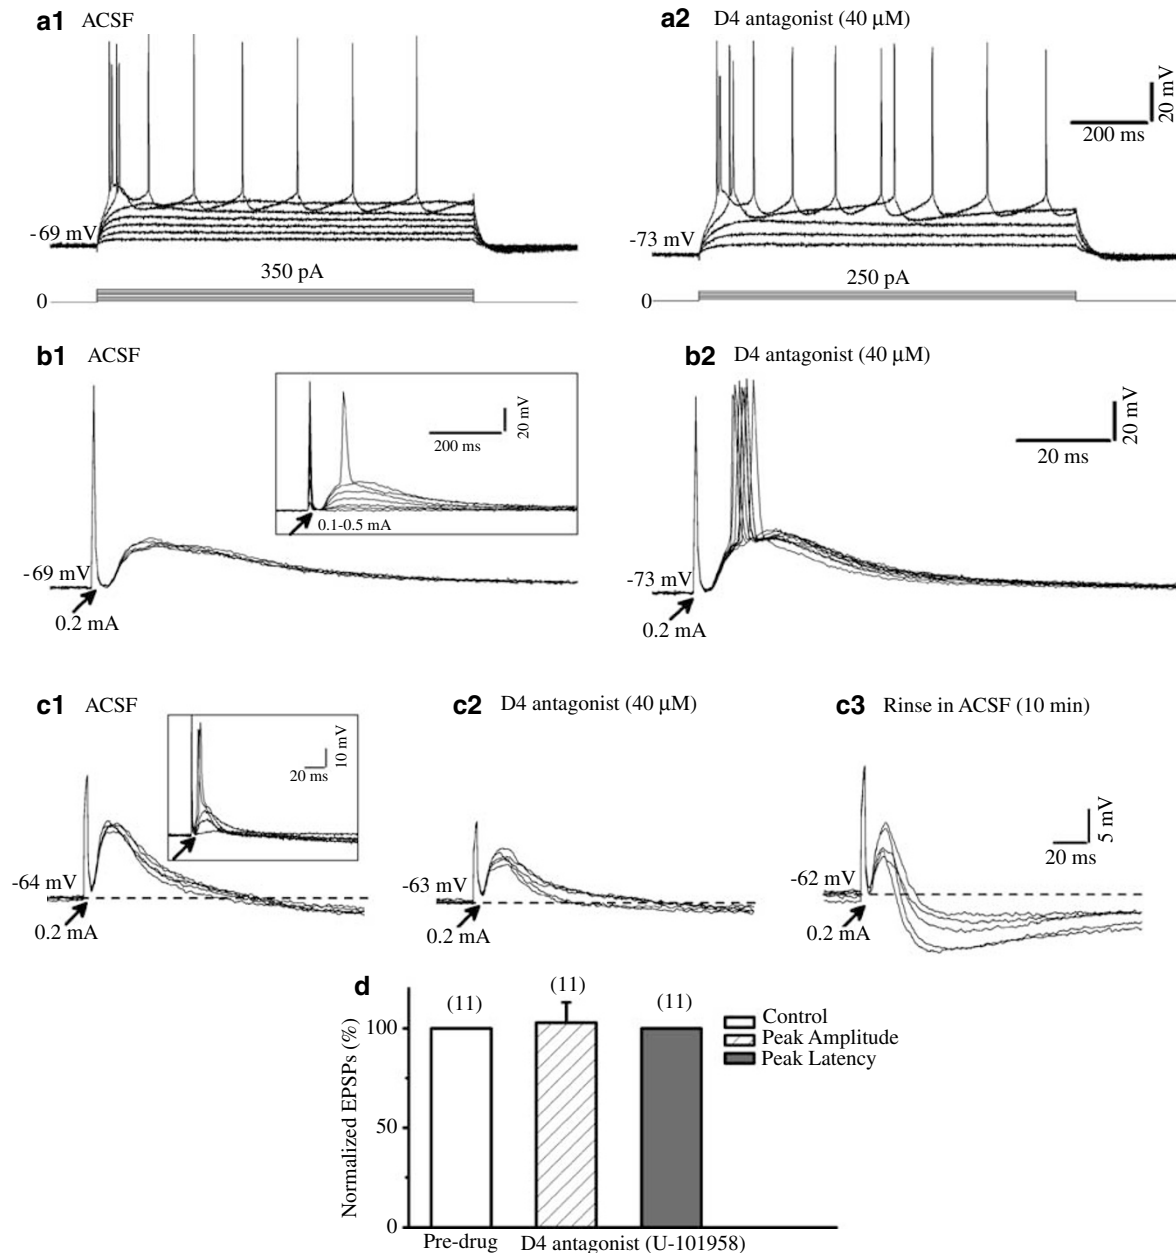 a1 ACSF
a2 D4 antagonist (40 μM)
20 mV
200 ms
-69 mV
-73 mV
350 pA
250 pA
0
0
b1 ACSF
b2 D4 antagonist (40 μM)
20 mV
200 ms
0.1-0.5 mA
20 mV
20 ms
-69 mV
-73 mV
0.2 mA
0.2 mA
c1 ACSF
c2 D4 antagonist (40 μM)
c3 Rinse in ACSF (10 min)
10 mV
20 ms
5 mV
20 ms
-64 mV
-63 mV
-62 mV
0.2 mA
0.2 mA
0.2 mA
d
(11)
(11)
(11)
Control
Peak Amplitude
Peak Latency
Normalized EPSPs (%)
100
50
0
Pre-drug
D4 antagonist (U-101958)